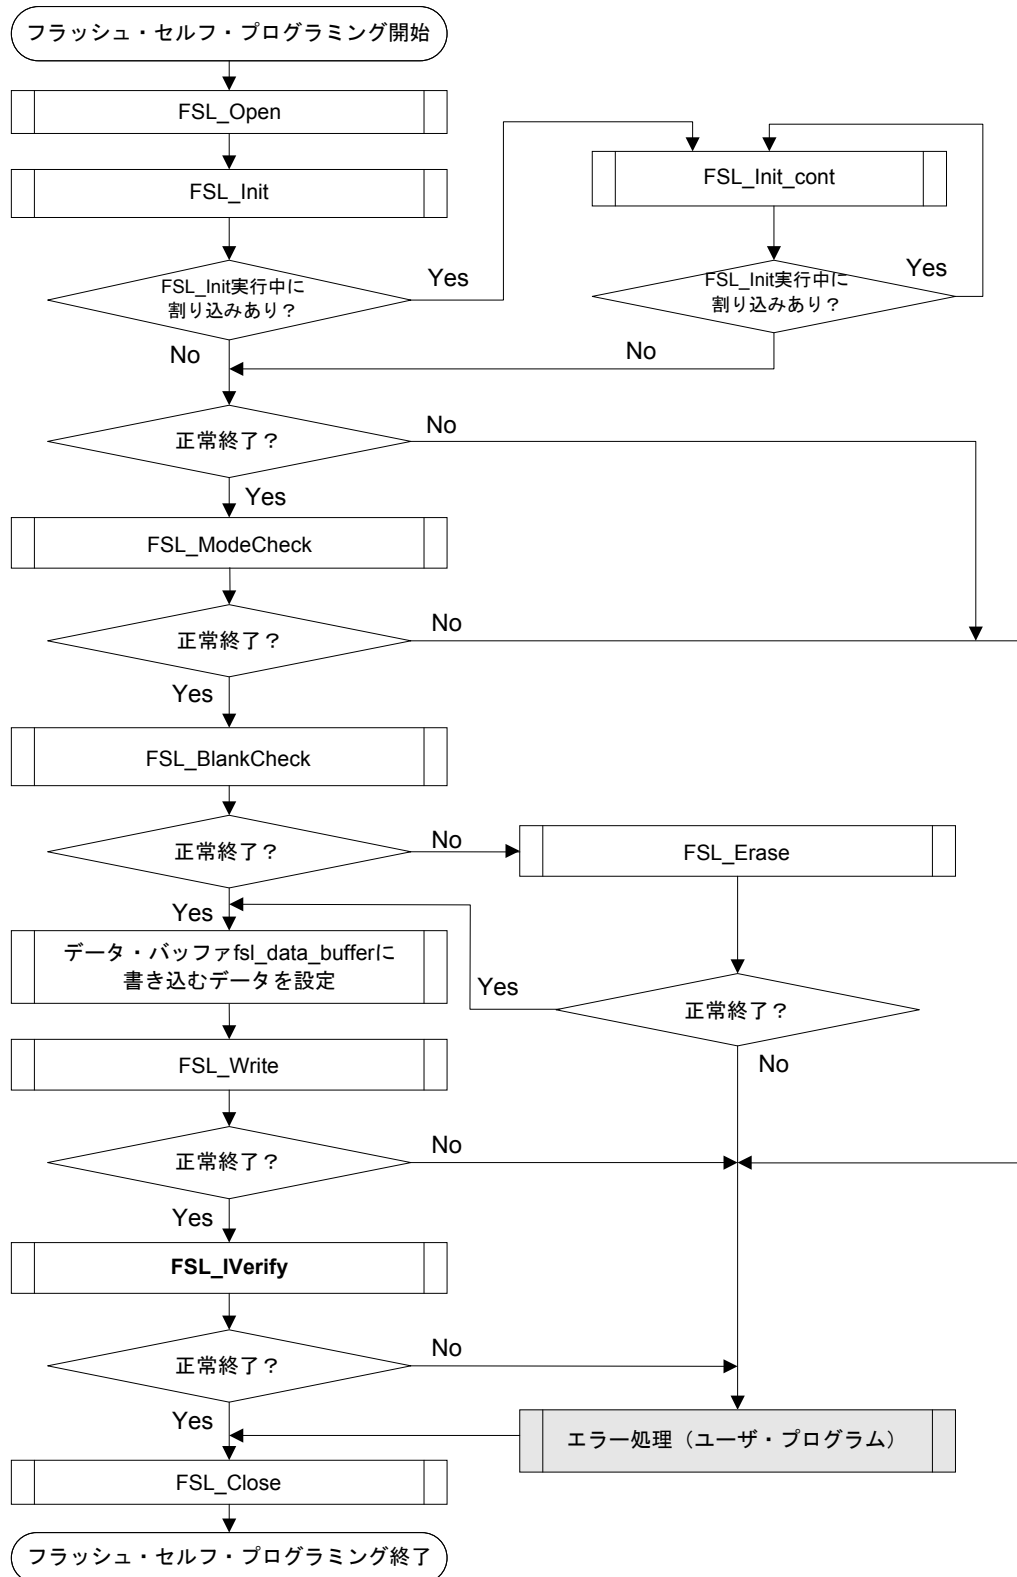 フラッシュ・セルフ・プログラミング開始
FSL_Open
FSL_Init
FSL_Init_cont
FSL_Init実行中に
割り込みあり？
Yes
FSL_Init実行中に
割り込みあり？
Yes
No
No
正常終了？
No
Yes
FSL_ModeCheck
正常終了？
No
Yes
FSL_BlankCheck
正常終了？
No
FSL_Erase
Yes
データ・バッファfsl_data_bufferに
書き込むデータを設定
Yes
正常終了？
No
FSL_Write
正常終了？
No
Yes
FSL_IVerify
正常終了？
No
Yes
エラー処理（ユーザ・プログラム）
FSL_Close
フラッシュ・セルフ・プログラミング終了